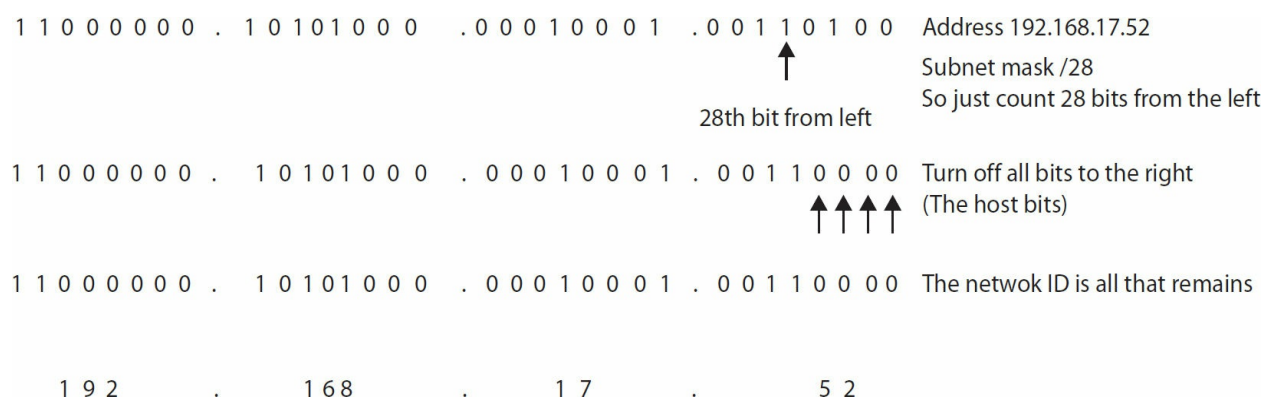 1 1 0 0 0 0 0 0 . 1 0 1 0 1 0 0 0 . 0 0 0 1 0 0 0 1 . 0 0 1 1 0 1 0 0 Address 192.168.17.52
Subnet mask /28
So just count 28 bits from the left
28th bit from left
1 1 0 0 0 0 0 0 . 1 0 1 0 1 0 0 0 . 0 0 0 1 0 0 0 1 . 0 0 1 1 0 0 0 0 Turn off all bits to the right
(The host bits)
1 1 0 0 0 0 0 0 . 1 0 1 0 1 0 0 0 . 0 0 0 1 0 0 0 1 . 0 0 1 1 0 0 0 0 The netwok ID is all that remains
1 9 2 . 1 6 8 . 1 7 . 5 2